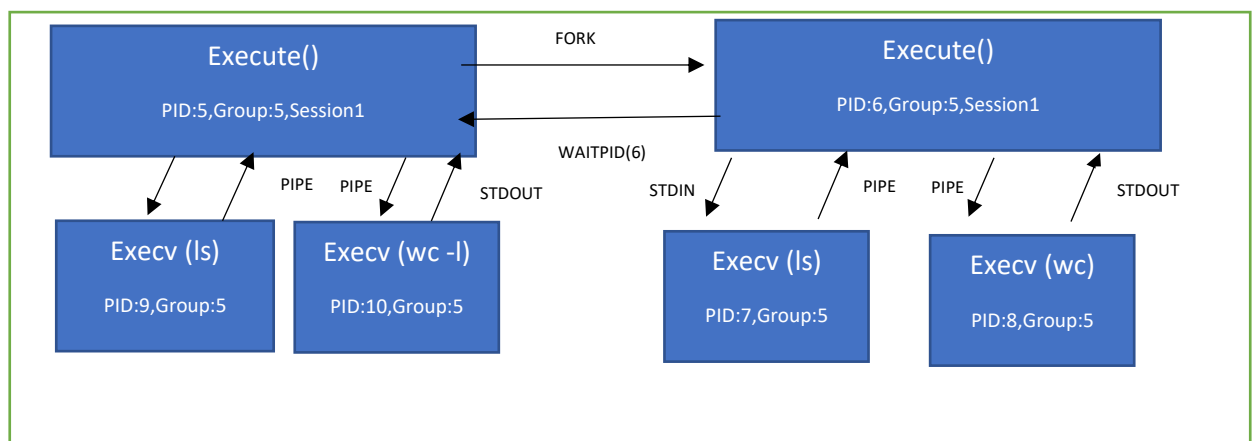 Execute()
PID:5,Group:5,Session1
FORK
Execute()
PID:6,Group:5,Session1
WAITPID(6)
PIPE
PIPE
STDOUT
STDIN
PIPE
PIPE
STDOUT
Execv (ls)
PID:9,Group:5
Execv (wc -l)
PID:10,Group:5
Execv (ls)
PID:7,Group:5
Execv (wc)
PID:8,Group:5